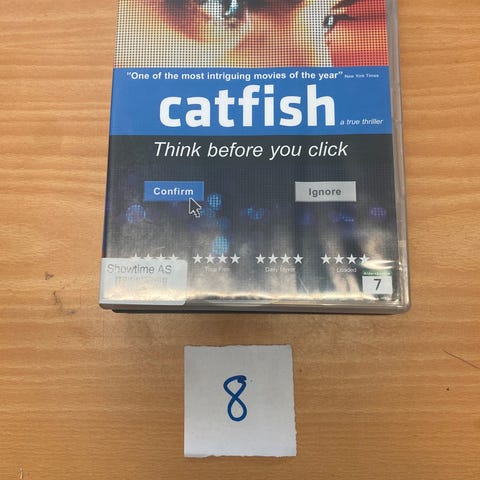 "One of the most intriguing movies of the year" New York Times
catfish
a true thriller
Think before you click
Confirm
Ignore
Total Film
Daily Mirror
Loaded
Showtime AS
7
8